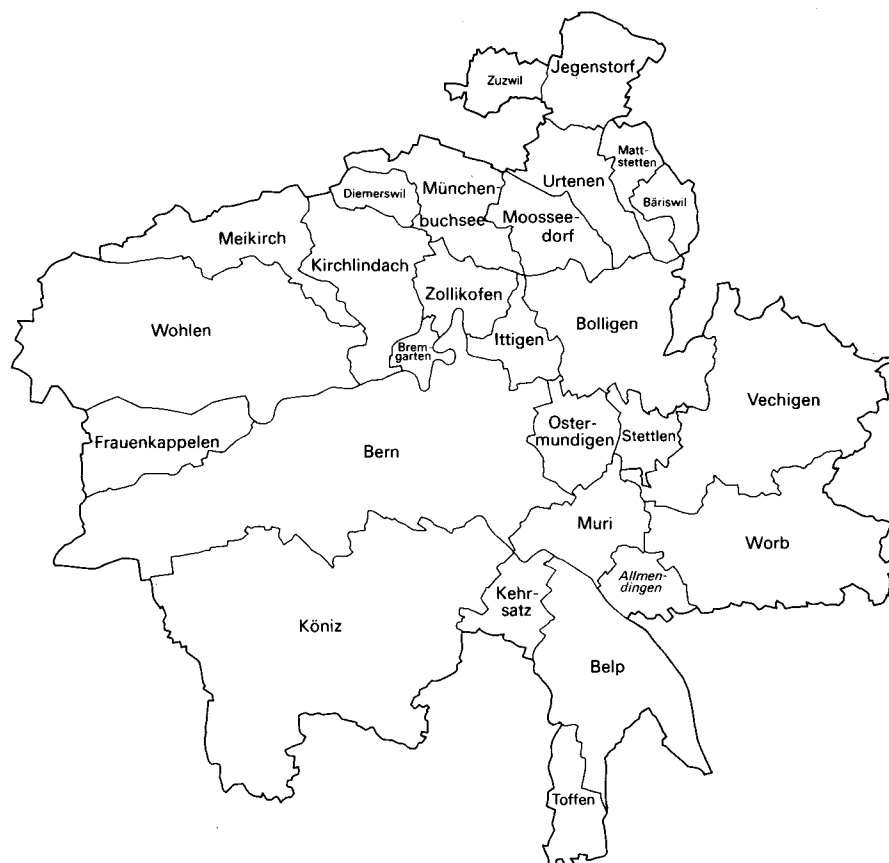 Zuzwil
Jegenstorf
Matt-
stetten
Urtenen
Bäriswil
Diemerswil
München-
buchsee
Moossee-
dorf
Meikirch
Kirchlindach
Zollikofen
Wohlen
Ittigen
Bolligen
Brem-
garten
Vechigen
Frauenkappelen
Bern
Oster-
mundigen
Stettlen
Muri
Worb
Allmen-
dingen
Kehr-
satz
Köniz
Belp
Toffen